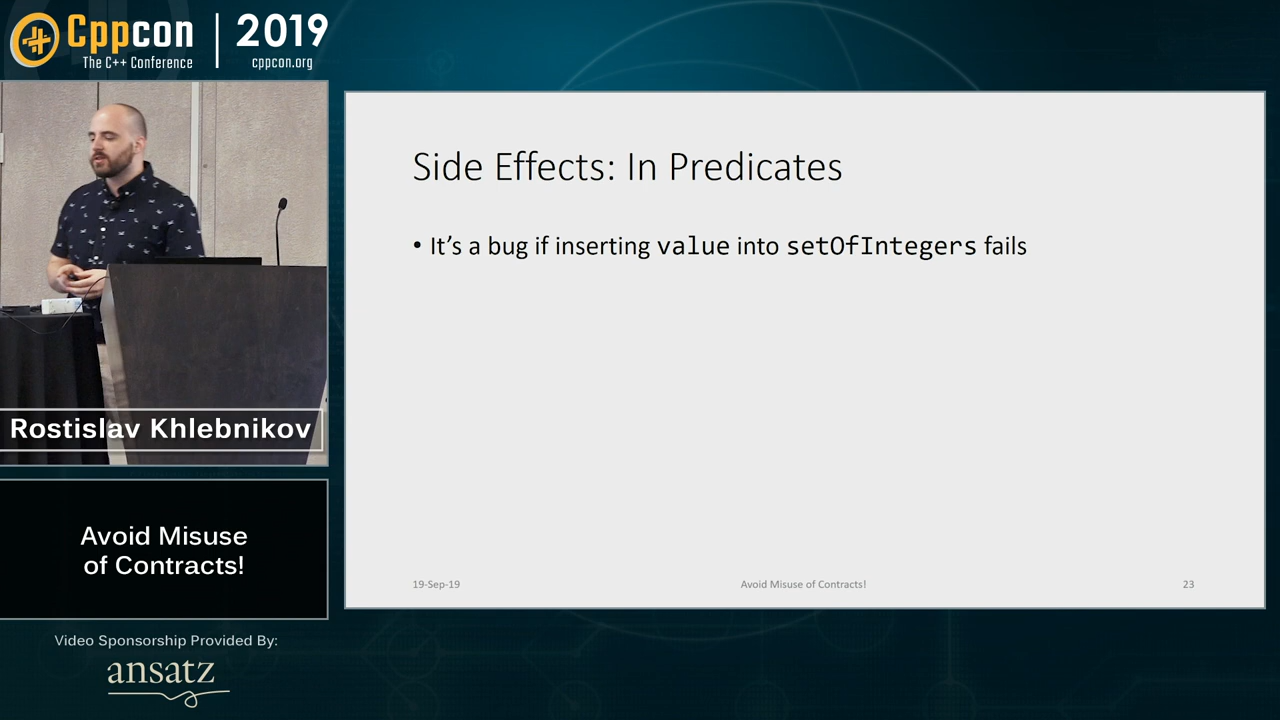 Cppcon
The C++ Conference
2019
cppcon.org
Side Effects: In Predicates
• It’s a bug if inserting value into setOfIntegers fails
19-Sep-19
Avoid Misuse of Contracts!
23
Rostislav Khlebnikov
Avoid Misuse
of Contracts!
Video Sponsorship Provided By:
ansatz